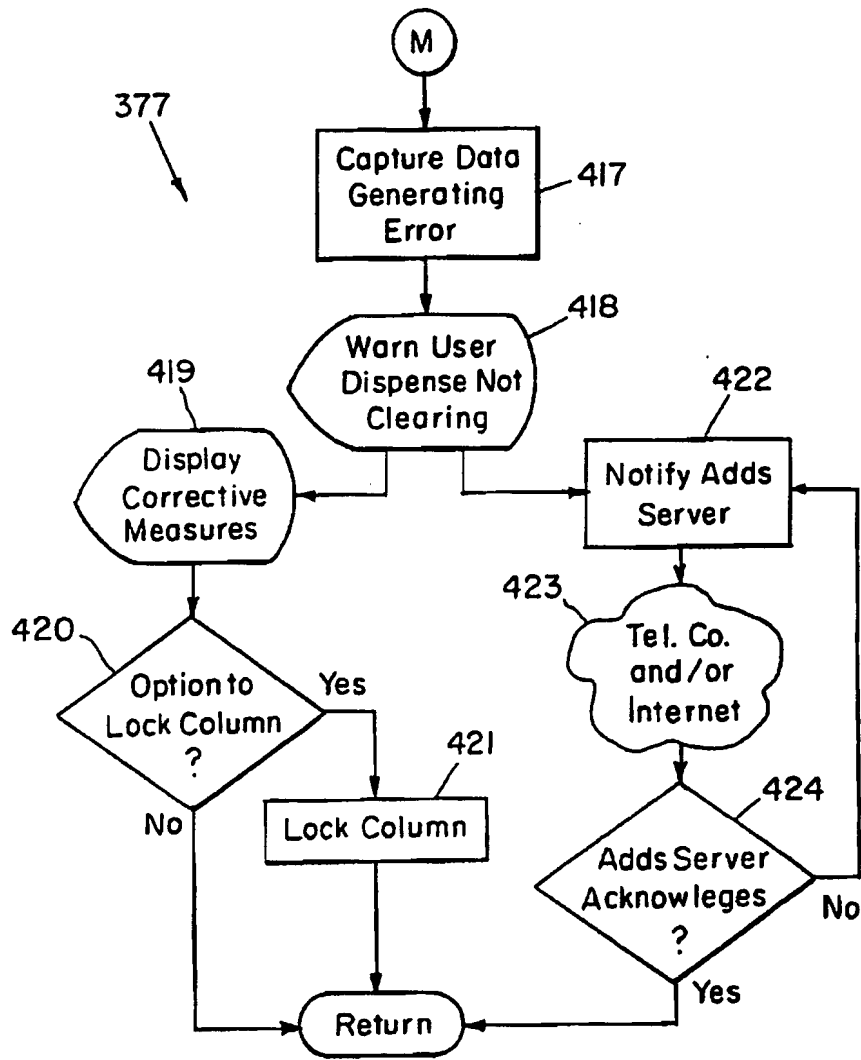 M
377
Capture Data
Generating
Error
417
Warn User
Dispense Not
Clearing
418
419
Display
Corrective
Measures
422
Notify Adds
Server
423
Tel. Co.
and/or
Internet
420
Option to
Lock Column
?
Yes
No
421
Lock Column
424
Adds Server
Acknowleges
?
No
Yes
Return